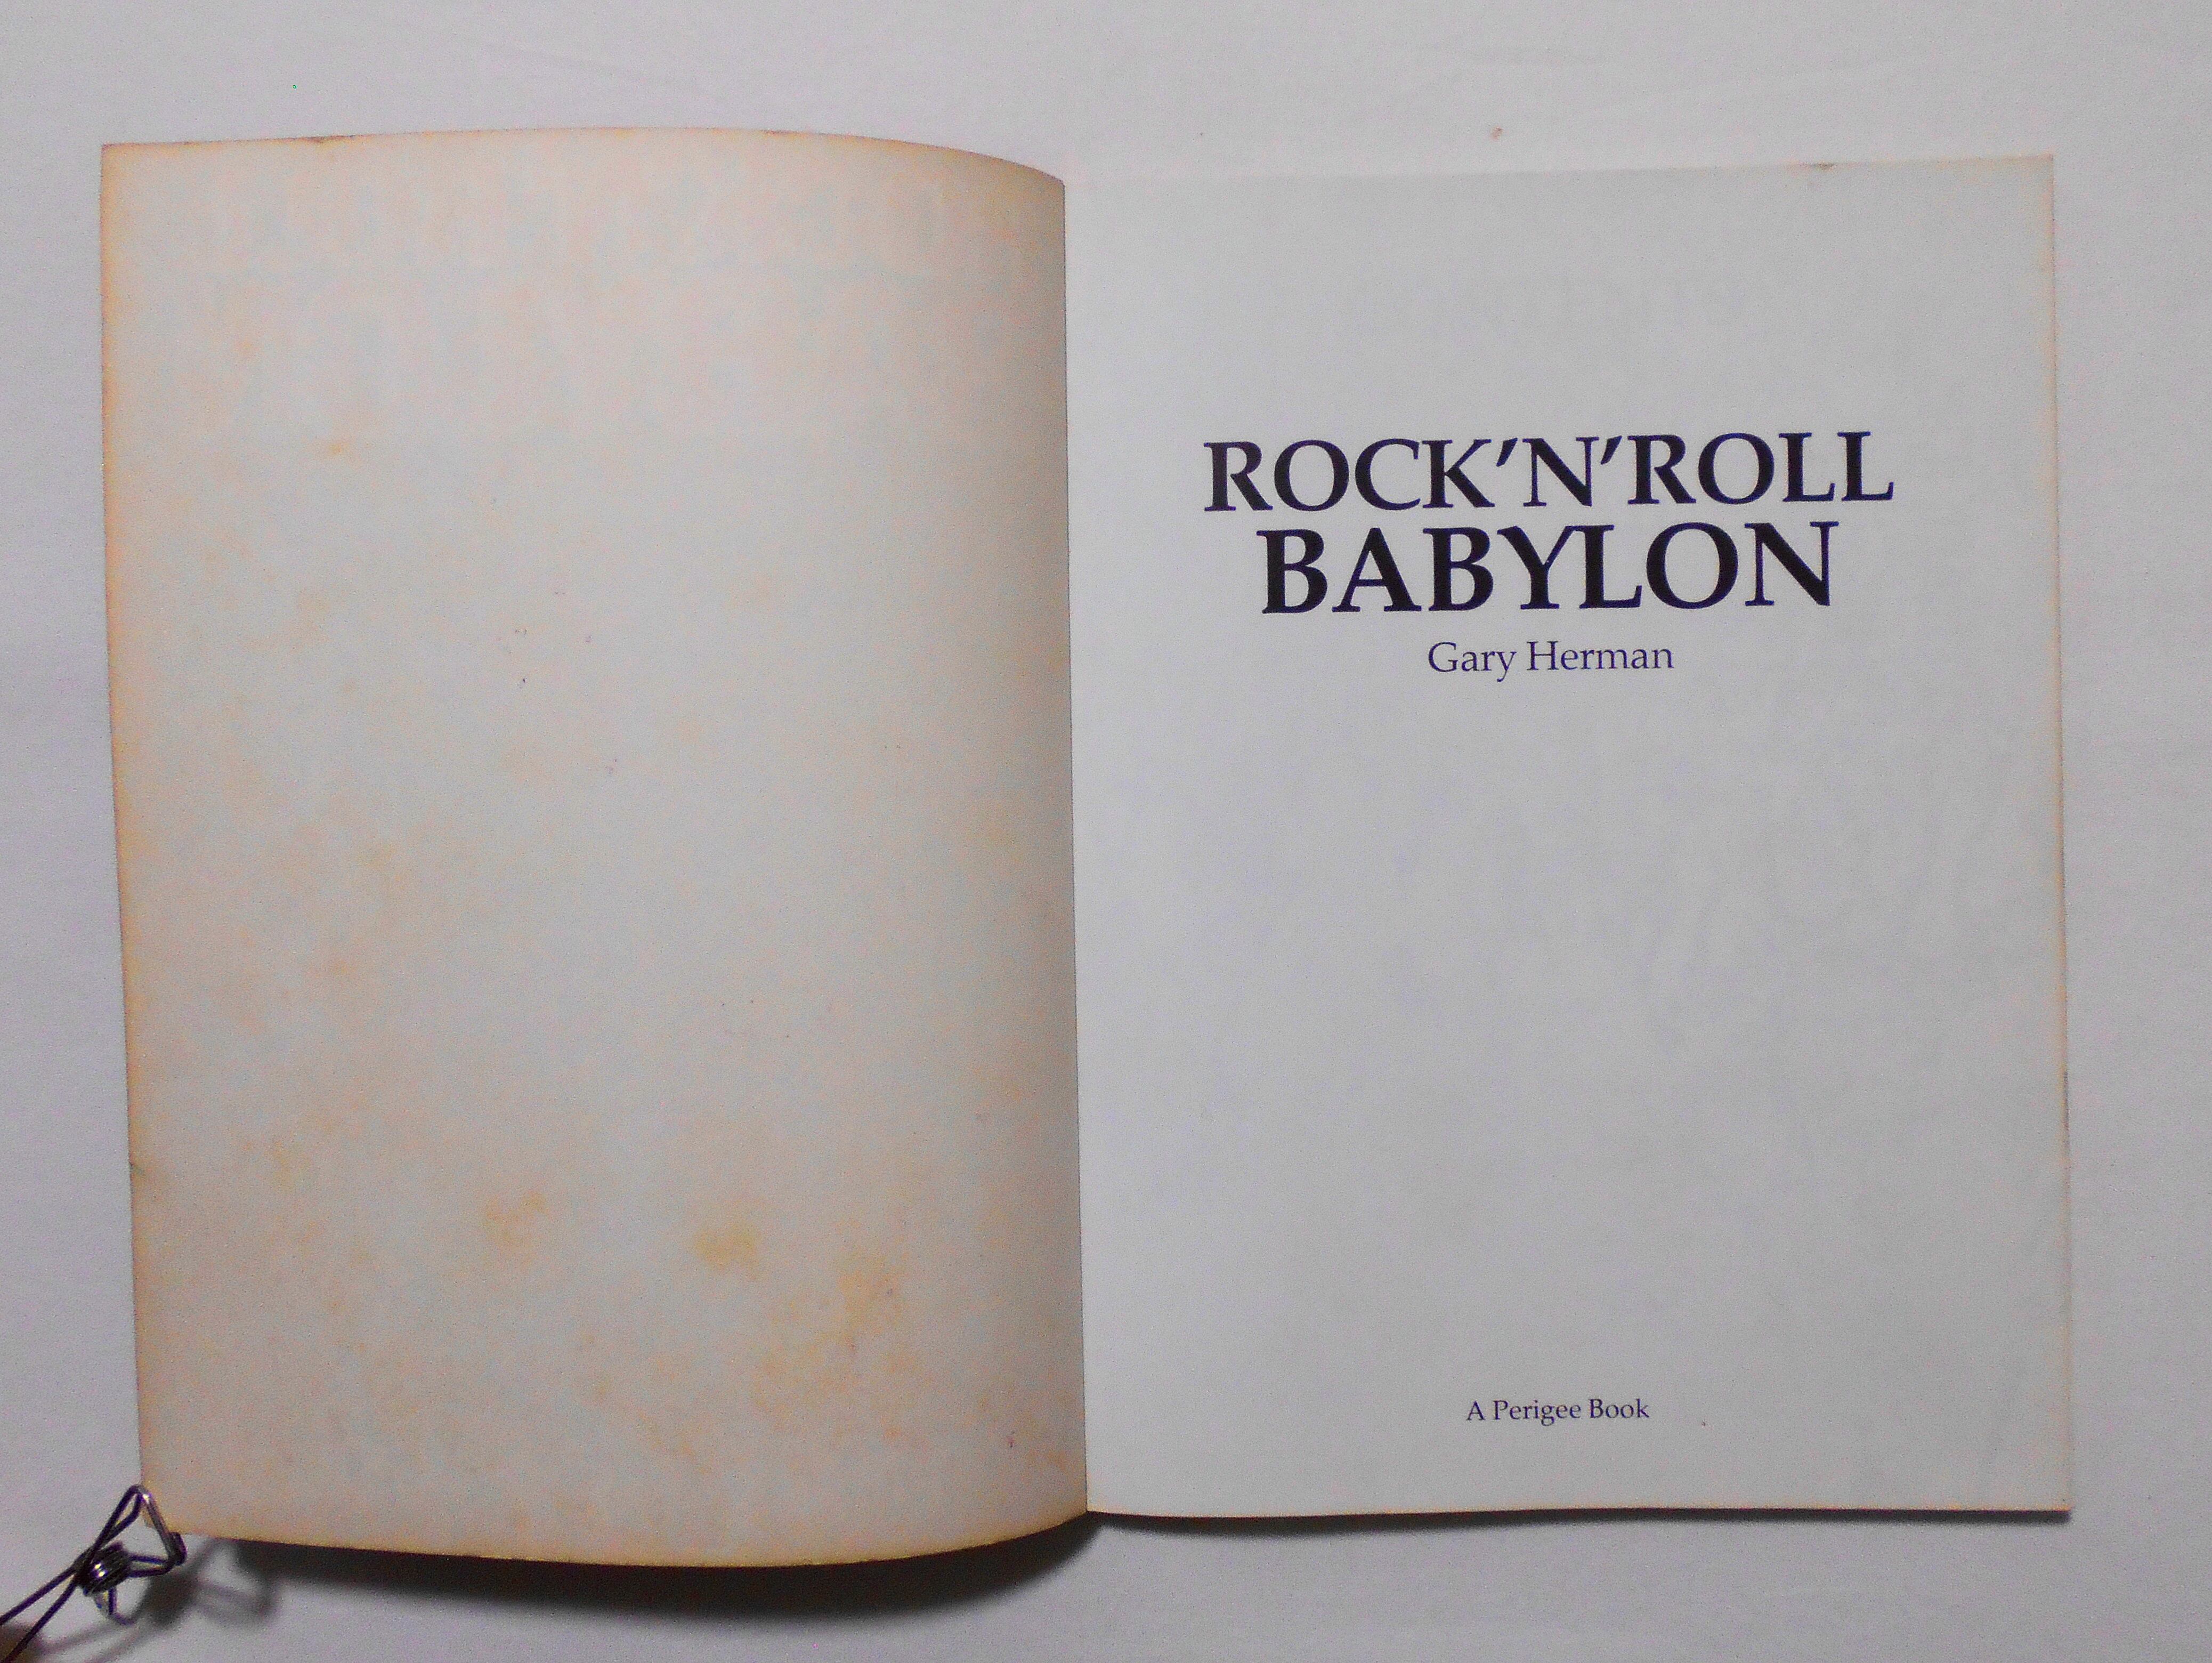 ROCK’N’ROLL
BABYLON
Gary Herman
A Perigee Book